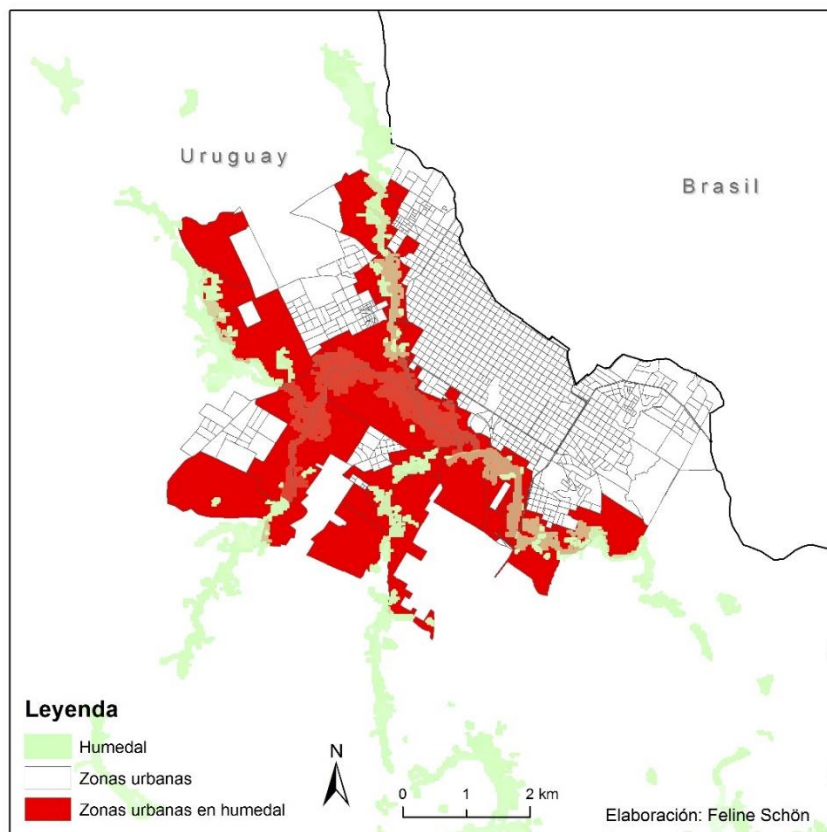 Uruguay
Brasil
Leyenda
Humedal
Zonas urbanas
Zonas urbanas en humedal
N
0 1 2 km
Elaboración: Feline Schön